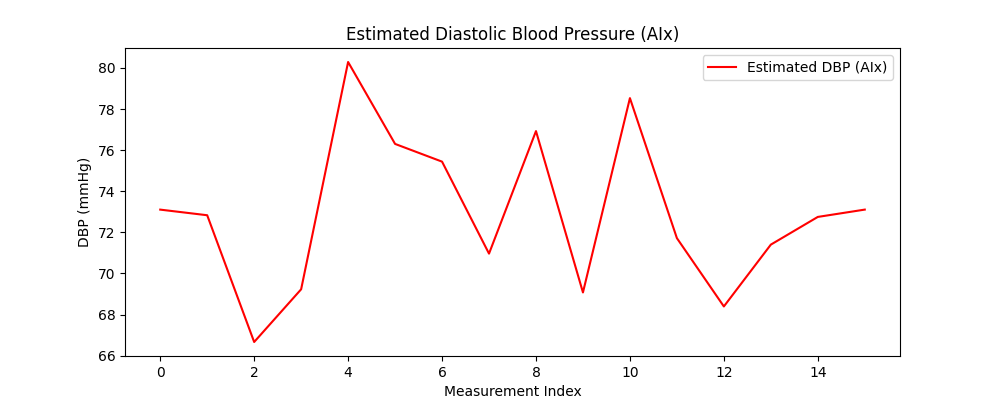 Estimated Diastolic Blood Pressure (AIx)
Estimated DBP (AIx)
DBP (mmHg)
80
78
76
74
72
70
68
66
0 2 4 6 8 10 12 14
Measurement Index